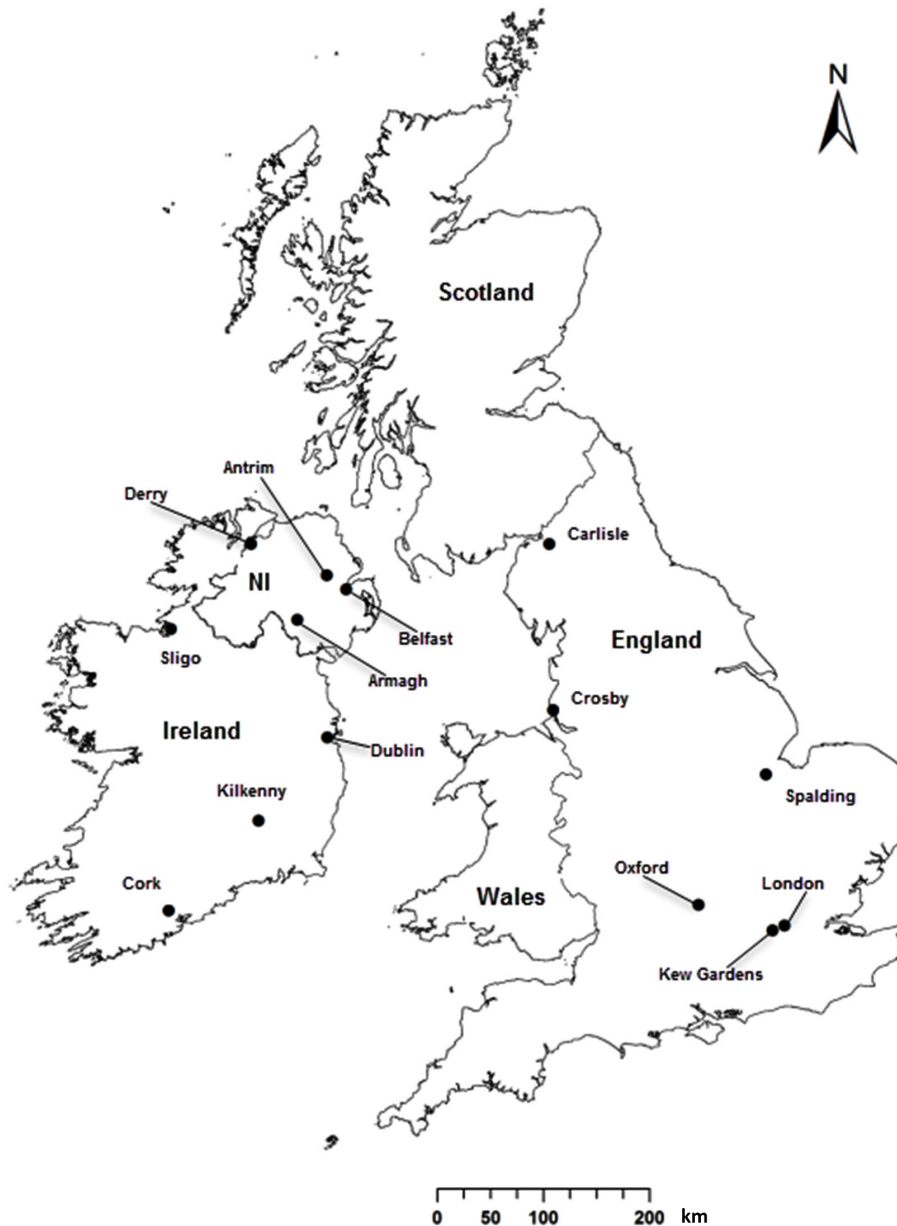 N
Scotland
Antrim
Derry
Carlisle
NI
Belfast
England
Sligo
Armagh
Crosby
Ireland
Dublin
Kilkenny
Spalding
Oxford
London
Cork
Wales
Kew Gardens
0 50 100 200 km